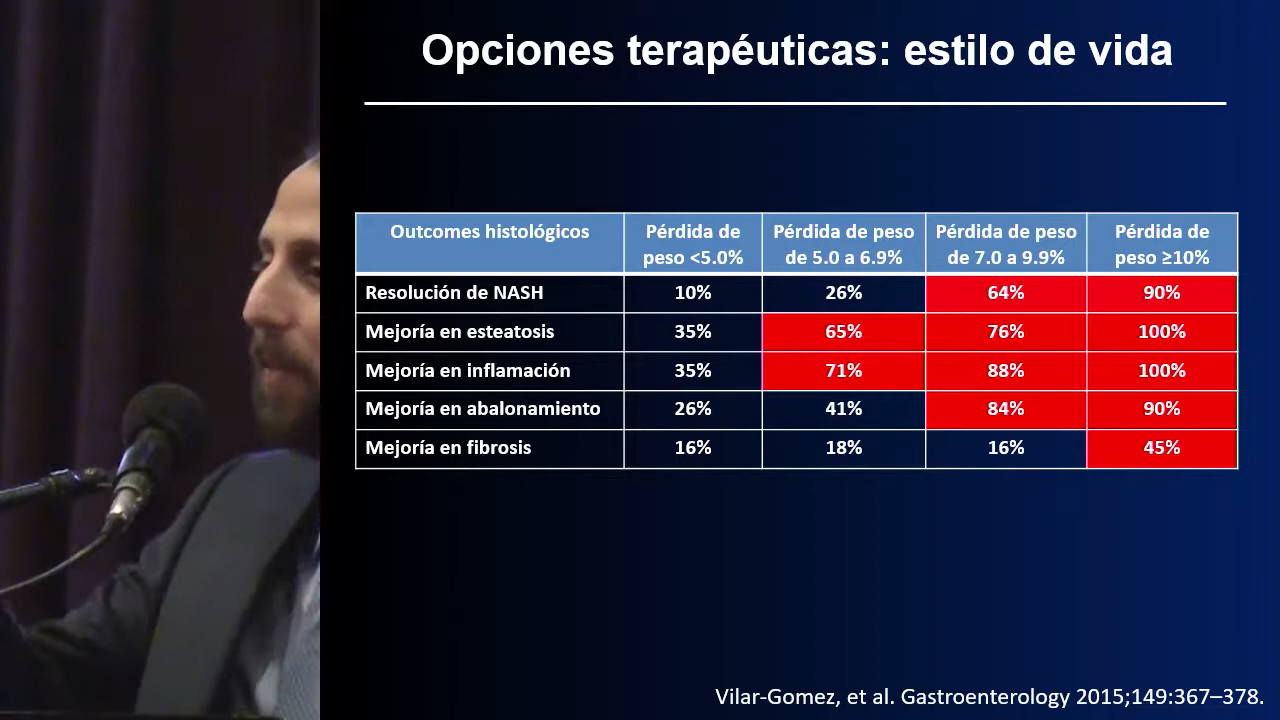 Opciones terapéuticas: estilo de vida
Outcomes histológicos Pérdida de peso <5.0% Pérdida de peso de 5.0 a 6.9% Pérdida de peso de 7.0 a 9.9% Pérdida de peso ≥10%
Resolución de NASH 10% 26% 64% 90%
Mejoría en esteatosis 35% 65% 76% 100%
Mejoría en inflamación 35% 71% 88% 100%
Mejoría en abalonamiento 26% 41% 84% 90%
Mejoría en fibrosis 16% 18% 16% 45%
Vilar-Gomez, et al. Gastroenterology 2015;149:367–378.